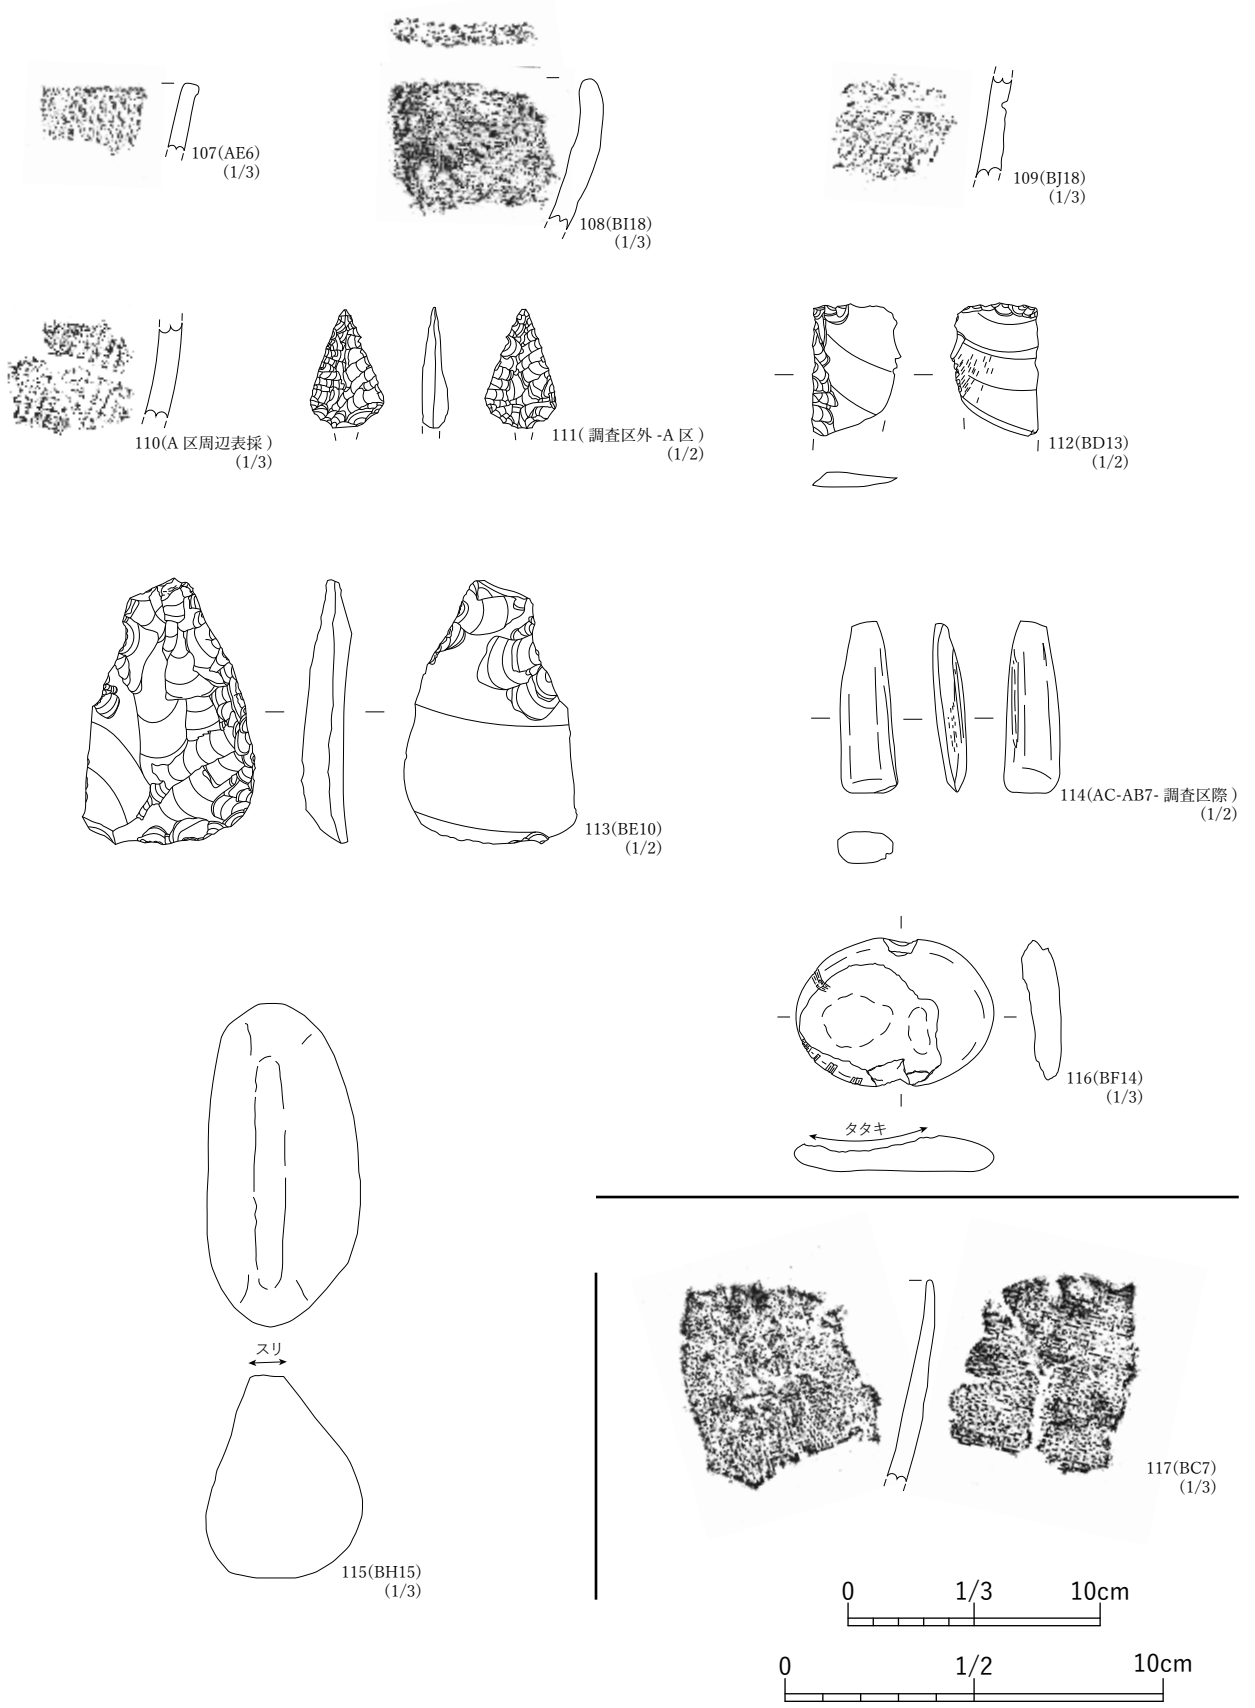 107(AE6)
(1/3)
108(BI18)
(1/3)
109(BJ18)
(1/3)
110(A 区周辺表採 )
(1/3)
111( 調査区外 -A 区 )
(1/2)
112(BD13)
(1/2)
113(BE10)
(1/2)
114(AC-AB7- 調査区際 )
(1/2)
116(BF14)
(1/3)
タタキ
スリ
115(BH15)
(1/3)
117(BC7)
(1/3)
0 1/3 10cm
0 1/2 10cm